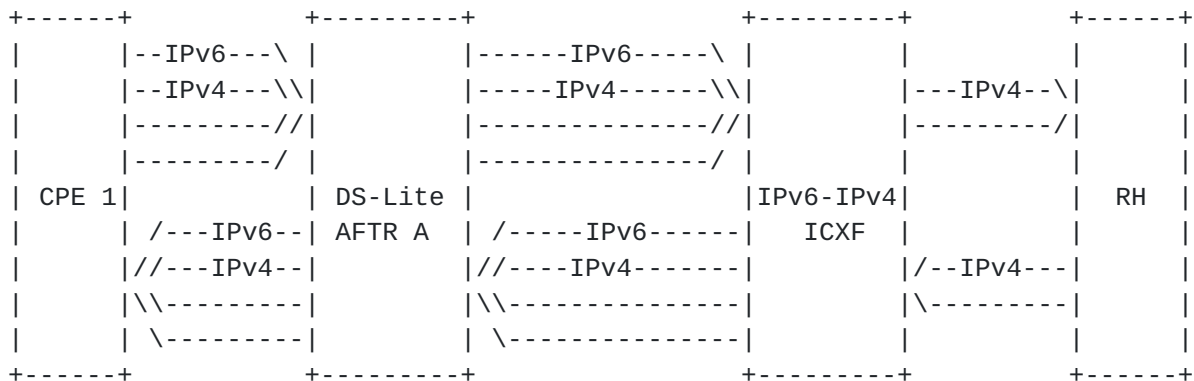 +------+          +---------+                +---------+          +------+
|      |--IPv6---\ |         |------IPv6-----\ |         |          |      |
|      |--IPv4---\\|         |-----IPv4------\\|         |---IPv4--\|      |
|      |---------//|         |---------------//|         |---------/|      |
|      |---------/ |         |---------------/ |         |          |      |
| CPE 1|           | DS-Lite |                 |IPv6-IPv4|          |  RH  |
|      | /---IPv6--| AFTR A  | /-----IPv6------|   ICXF  |          |      |
|      |//---IPv4--|         |//-----IPv4-------|         |/--IPv4---|      |
|      |\\---------|         |\\---------------|         |\---------|      |
|      | \---------|         | \---------------|         |          |      |
+------+          +---------+                +---------+          +------+